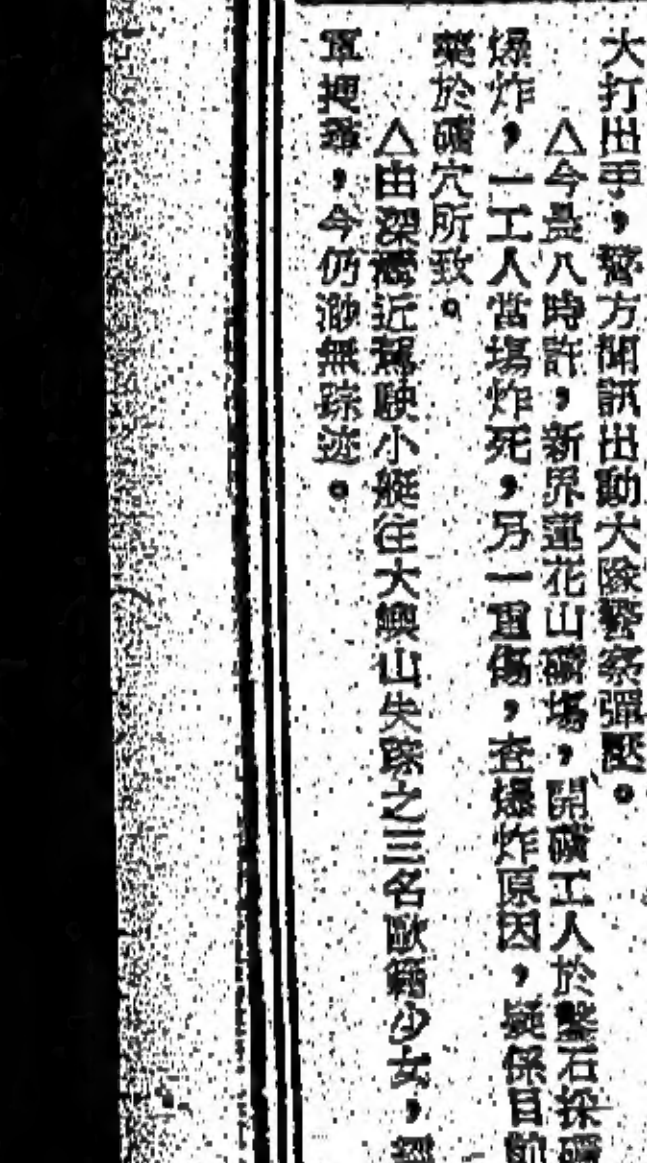 大打出手,警方聞訊出動大隊警察彈壓。
△今晨八時許,新界蓮花山礦場,開礦工人於鑿石採礦
爆炸,一工人當場炸死,另一重傷,查爆炸原因,疑係目前
藥於礦穴所致。
△由深灣近駕駛小艇往大嶼山失踪之三名歐籍少女,經
軍搜尋,今仍渺無踪迹。